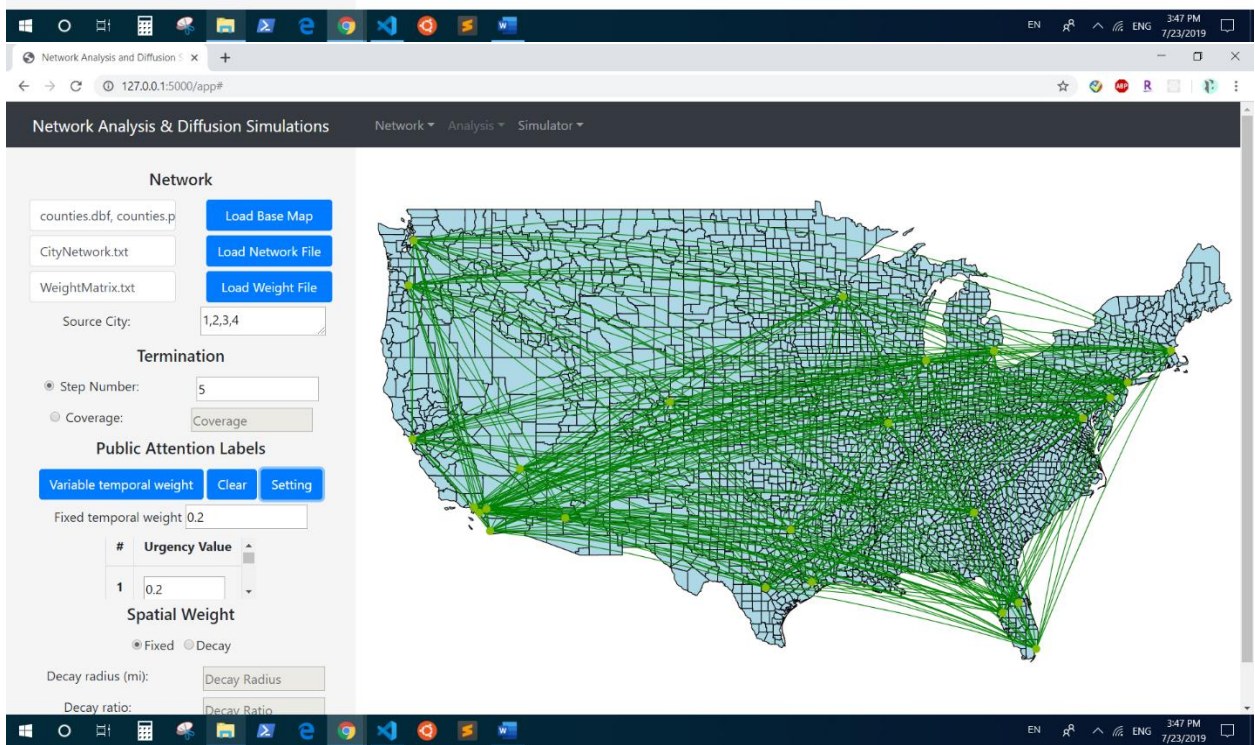 EN ENG 3:47 PM
7/23/2019
Network Analysis and Diffusion S
127.0.0.1:5000/app#
ABP R
Network Analysis & Diffusion Simulations Network Analysis Simulator
Network
counties.dbf, counties.p Load Base Map
CityNetwork.txt Load Network File
WeightMatrix.txt Load Weight File
Source City: 1,2,3,4
Termination
Step Number: 5
Coverage: Coverage
Public Attention Labels
Variable temporal weight Clear Setting
Fixed temporal weight 0.2
# Urgency Value
1 0.2
Spatial Weight
Fixed Decay
Decay radius (mi): Decay Radius
Decay ratio: Decay Ratio
EN ENG 3:47 PM
7/23/2019